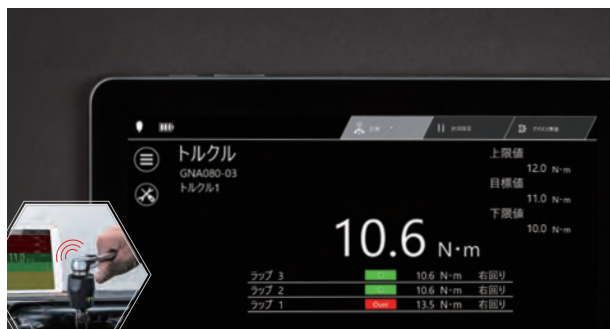 トルクル
GNA080-03
トルクル1
上限値
12.0 N・m
目標値
11.0 N・m
下限値
10.0 N・m
10.6 N・m
ラップ 3 10.6 N・m 右回り
ラップ 2 10.6 N・m 右回り
ラップ 1 Over 13.5 N・m 右回り